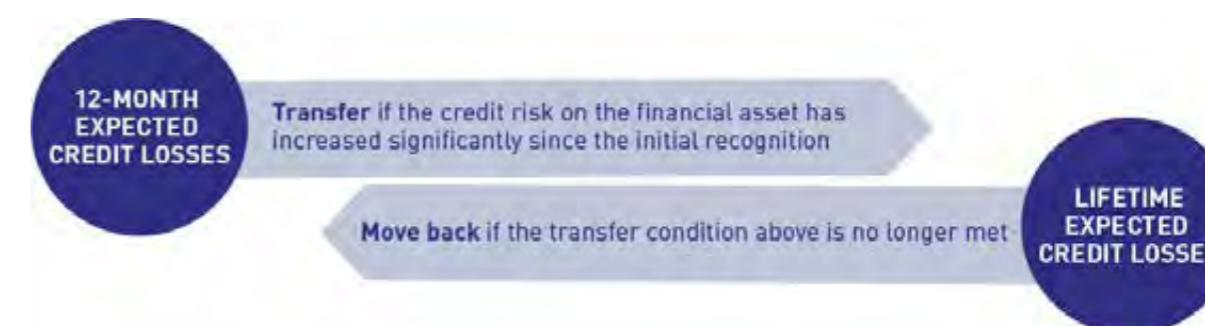 12-MONTH
EXPECTED
CREDIT LOSSES
Transfer if the credit risk on the financial asset has
increased significantly since the initial recognition
Move back if the transfer condition above is no longer met
LIFETIME
EXPECTED
CREDIT LOSSE